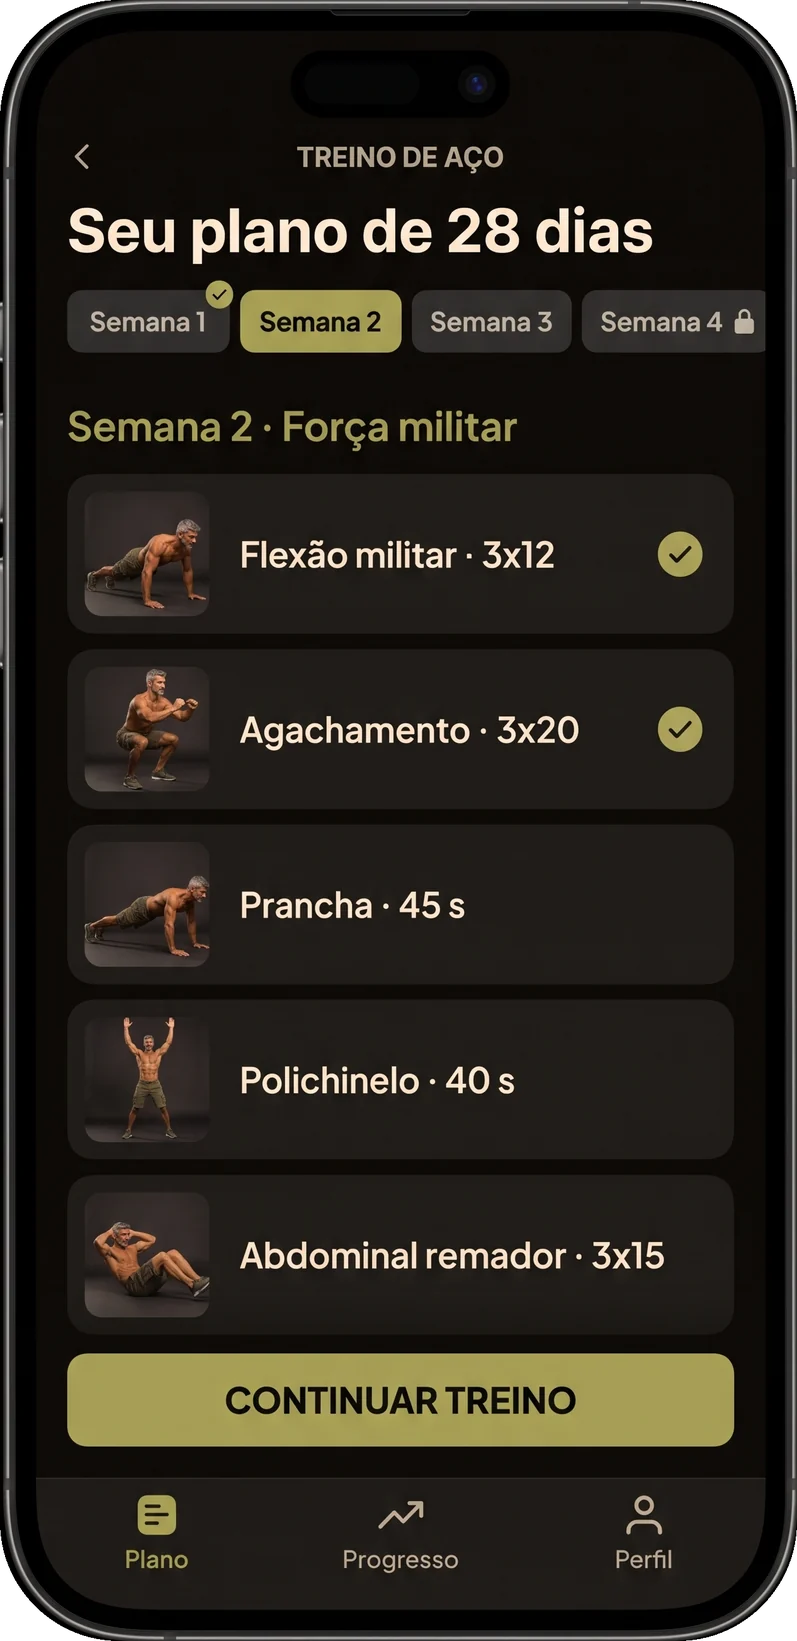 TREINO DE AÇO
Seu plano de 28 dias
Semana 1
Semana 2
Semana 3
Semana 4
Semana 2 · Força militar
Flexão militar · 3x12
Agachamento · 3x20
Prancha · 45 s
Polichinelo · 40 s
Abdominal remador · 3x15
CONTINUAR TREINO
Plano
Progresso
Perfil